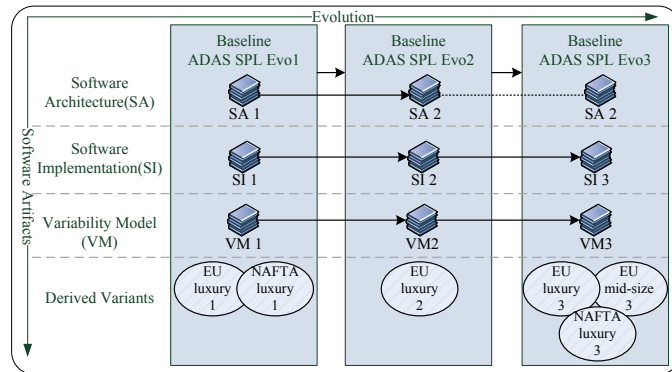 Evolution
Baseline
ADAS SPL Evo1
Baseline
ADAS SPL Evo2
Baseline
ADAS SPL Evo3
Software Artifacts
Software
Architecture(SA)
SA 1
SA 2
SA 2
Software
Implementation(SI)
SI 1
SI 2
SI 3
Variability Model
(VM)
VM 1
VM2
VM3
Derived Variants
EU
luxury
1
NAFTA
luxury
1
EU
luxury
2
EU
luxury
3
EU
mid-size
3
NAFTA
luxury
3